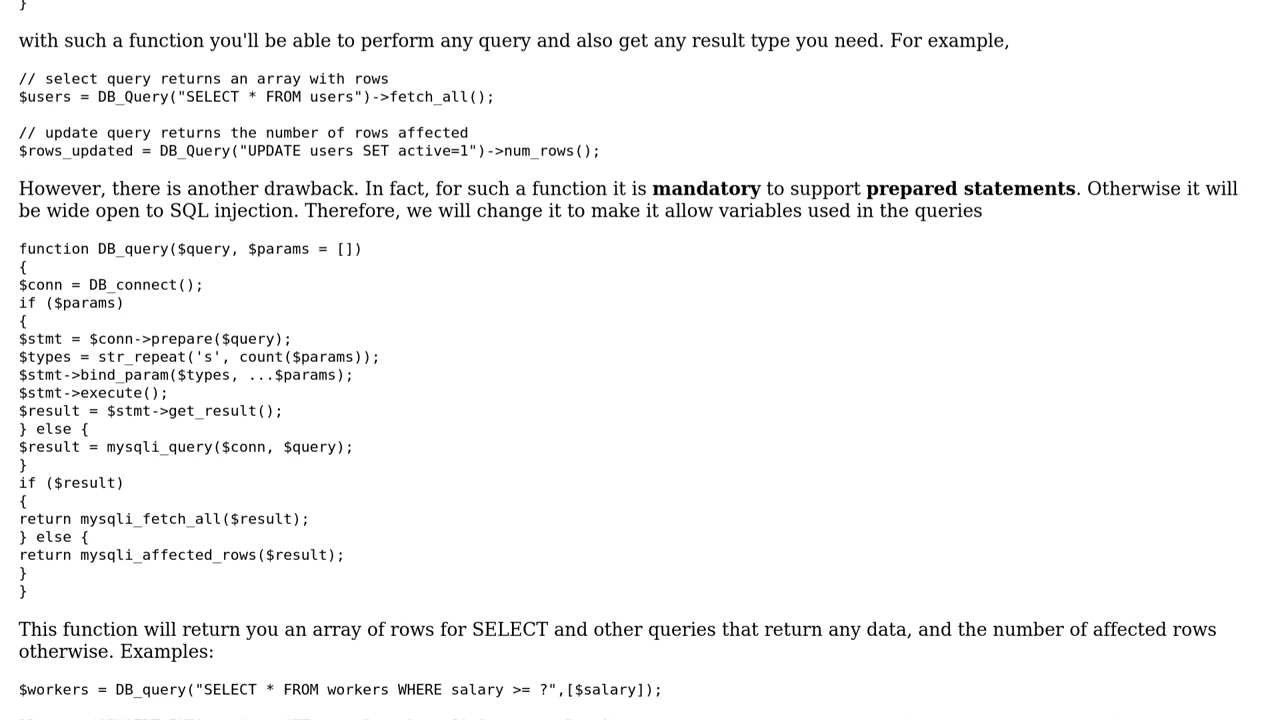 }
with such a function you'll be able to perform any query and also get any result type you need. For example,
// select query returns an array with rows
$users = DB_Query("SELECT * FROM users")->fetch_all();
// update query returns the number of rows affected
$rows_updated = DB_Query("UPDATE users SET active=1")->num_rows();
However, there is another drawback. In fact, for such a function it is mandatory to support prepared statements. Otherwise it will
be wide open to SQL injection. Therefore, we will change it to make it allow variables used in the queries
function DB_query($query, $params = [])
{
$conn = DB_connect();
if ($params)
{
$stmt = $conn->prepare($query);
$types = str_repeat('s', count($params));
$stmt->bind_param($types, ...$params);
$stmt->execute();
$result = $stmt->get_result();
} else {
$result = mysqli_query($conn, $query);
}
if ($result)
{
return mysqli_fetch_all($result);
} else {
return mysqli_affected_rows($result);
}
}
This function will return you an array of rows for SELECT and other queries that return any data, and the number of affected rows
otherwise. Examples:
$workers = DB_query("SELECT * FROM workers WHERE salary >= ?",[$salary]);